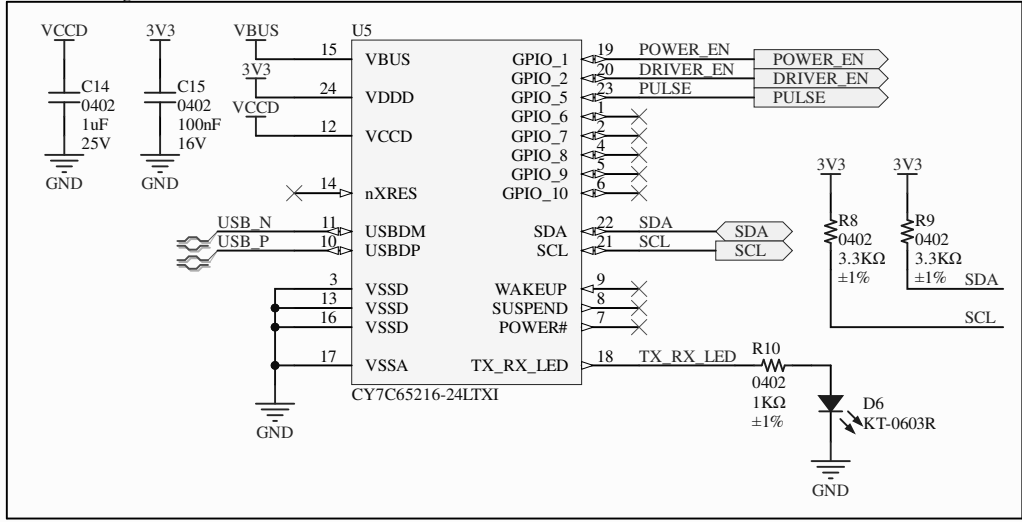 VCCD
C14
0402
1uF
25V
GND
3V3
C15
0402
100nF
16V
GND
U5
VBUS
15
VBUS
3V3
24
VDDD
VCCD
12
VCCD
14
nXRES
USB_N
11
USBDM
USB_P
10
USBDP
3
VSSD
13
VSSD
16
VSSD
17
VSSA
GND
GPIO_1
19
POWER_EN
POWER_EN
GPIO_2
20
DRIVER_EN
DRIVER_EN
GPIO_5
23
PULSE
PULSE
GPIO_6
1
GPIO_7
2
GPIO_8
4
GPIO_9
5
GPIO_10
6
SDA
22
SDA
SDA
SCL
21
SCL
SCL
WAKEUP
9
SUSPEND
8
POWER#
7
TX_RX_LED
18
TX_RX_LED
CY7C65216-24LTXI
3V3
R8
0402
3.3KΩ
±1%
3V3
R9
0402
3.3KΩ
±1%
SDA
SCL
R10
0402
1KΩ
±1%
D6
KT-0603R
GND